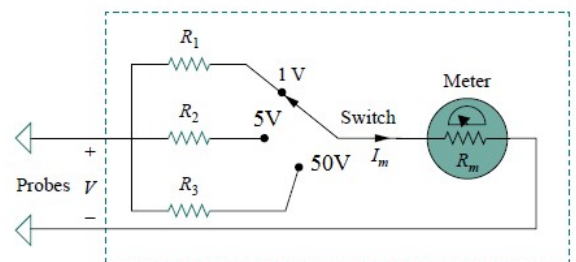 R1
1 V
Meter
R2
5V
Switch
+
Im
Rm
50V
Probes V
R3
−